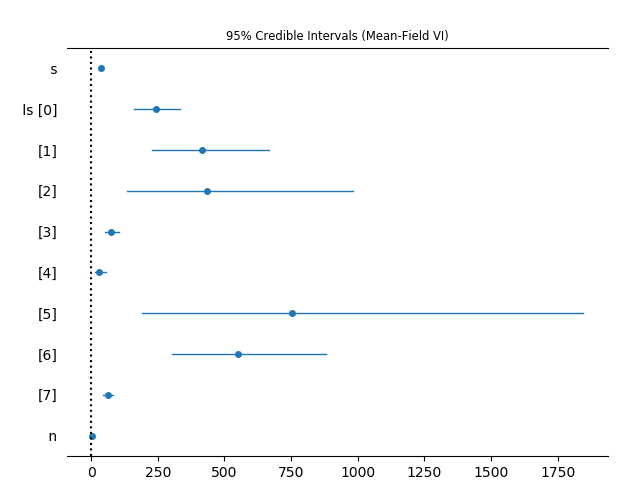 95% Credible Intervals (Mean-Field VI)
s
ls [0]
[1]
[2]
[3]
[4]
[5]
[6]
[7]
n
0 250 500 750 1000 1250 1500 1750